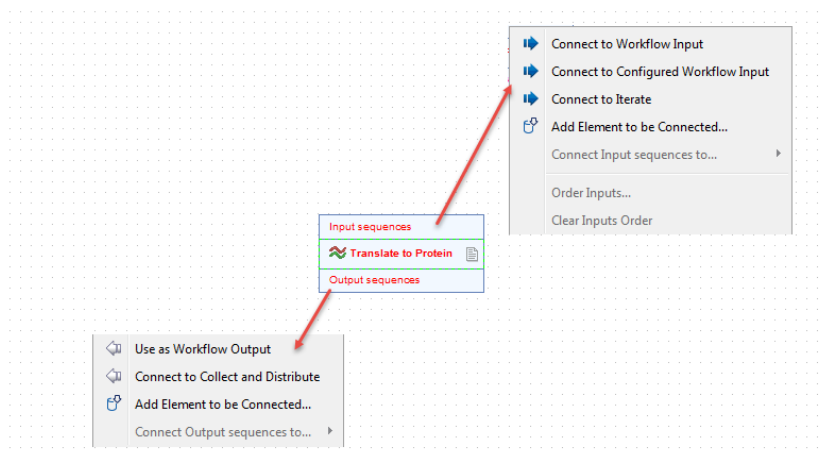 Connect to Workflow Input
Connect to Configured Workflow Input
Connect to Iterate
Add Element to be Connected...
Connect Input sequences to...
Order Inputs...
Clear Inputs Order
Input sequences
Translate to Protein
Output sequences
Use as Workflow Output
Connect to Collect and Distribute
Add Element to be Connected...
Connect Output sequences to...